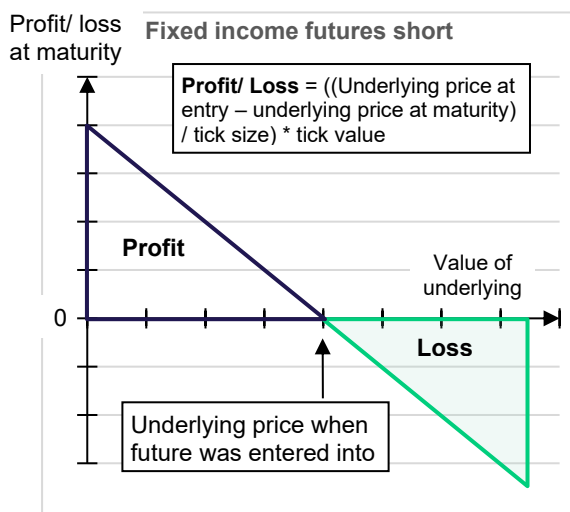 Profit/ loss
at maturity
Fixed income futures short
Profit/ Loss = ((Underlying price at
entry – underlying price at maturity)
/ tick size) * tick value
Profit
Value of
underlying
0
Loss
Underlying price when
future was entered into